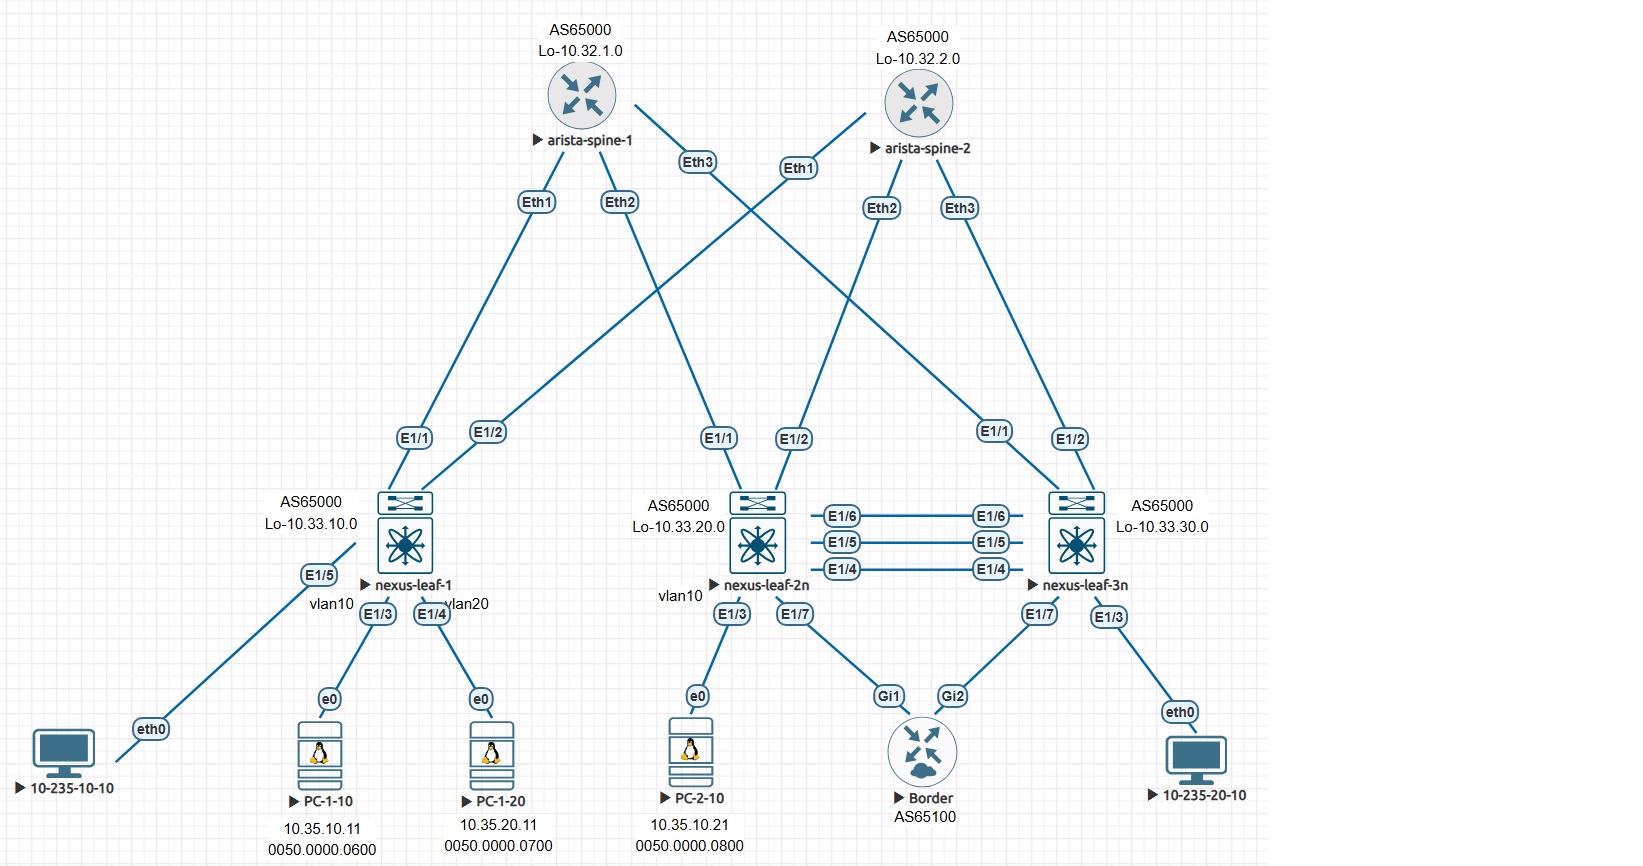 AS65000
Lo-10.32.1.0
arista-spine-1
AS65000
Lo-10.32.2.0
arista-spine-2
Eth3
Eth1
Eth1
Eth2
Eth2
Eth3
E1/1
E1/2
E1/1
E1/2
E1/1
E1/2
AS65000
Lo-10.33.10.0
nexus-leaf-1
AS65000
Lo-10.33.20.0
nexus-leaf-2n
E1/6
E1/6
E1/5
E1/5
E1/4
E1/4
AS65000
Lo-10.33.30.0
nexus-leaf-3n
E1/5
vlan10
E1/3
E1/4
vlan20
vlan10
E1/3
E1/7
E1/7
E1/3
eth0
e0
e0
e0
Gi1
Gi2
eth0
10-235-10-10
PC-1-10
10.35.10.11
0050.0000.0600
PC-1-20
10.35.20.11
0050.0000.0700
PC-2-10
10.35.10.21
0050.0000.0800
Border
AS65100
10-235-20-10